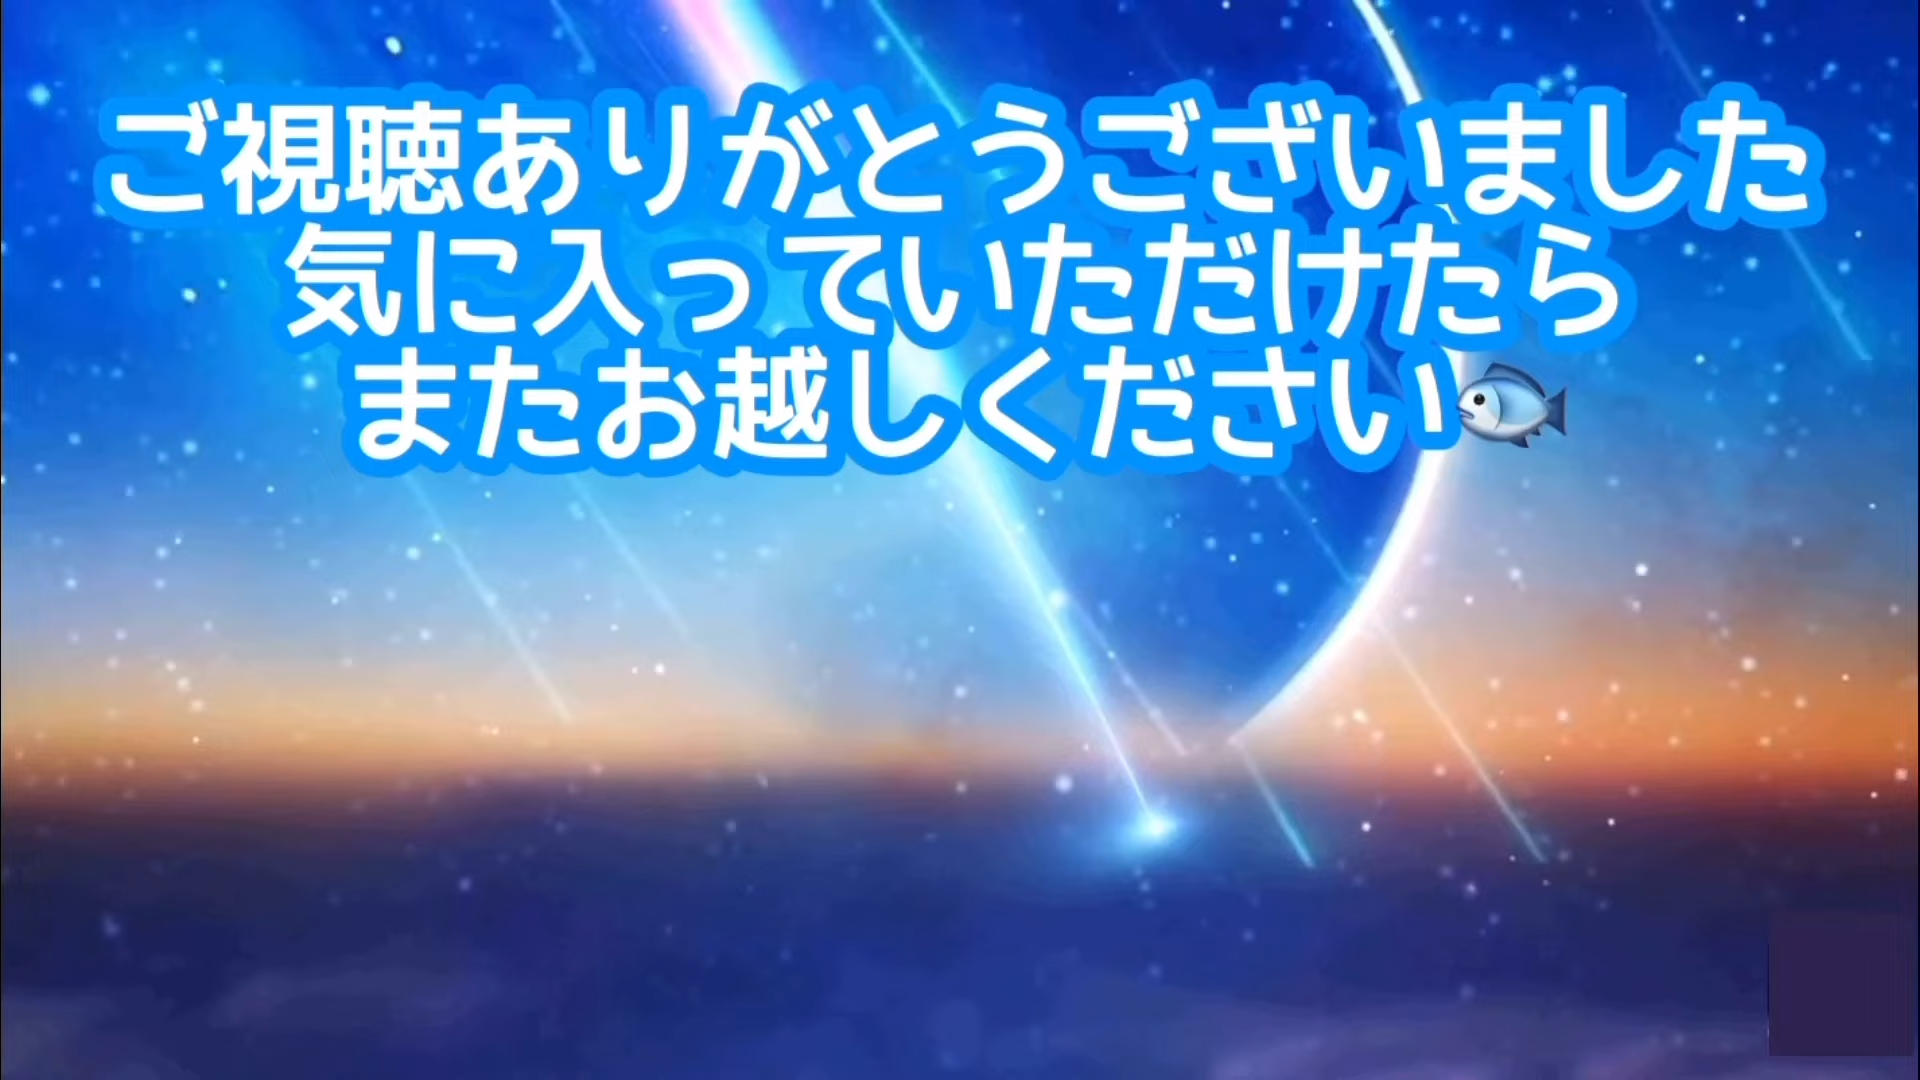 ご視聴ありがとうございました
気に入っていただけたら
またお越しください🐟